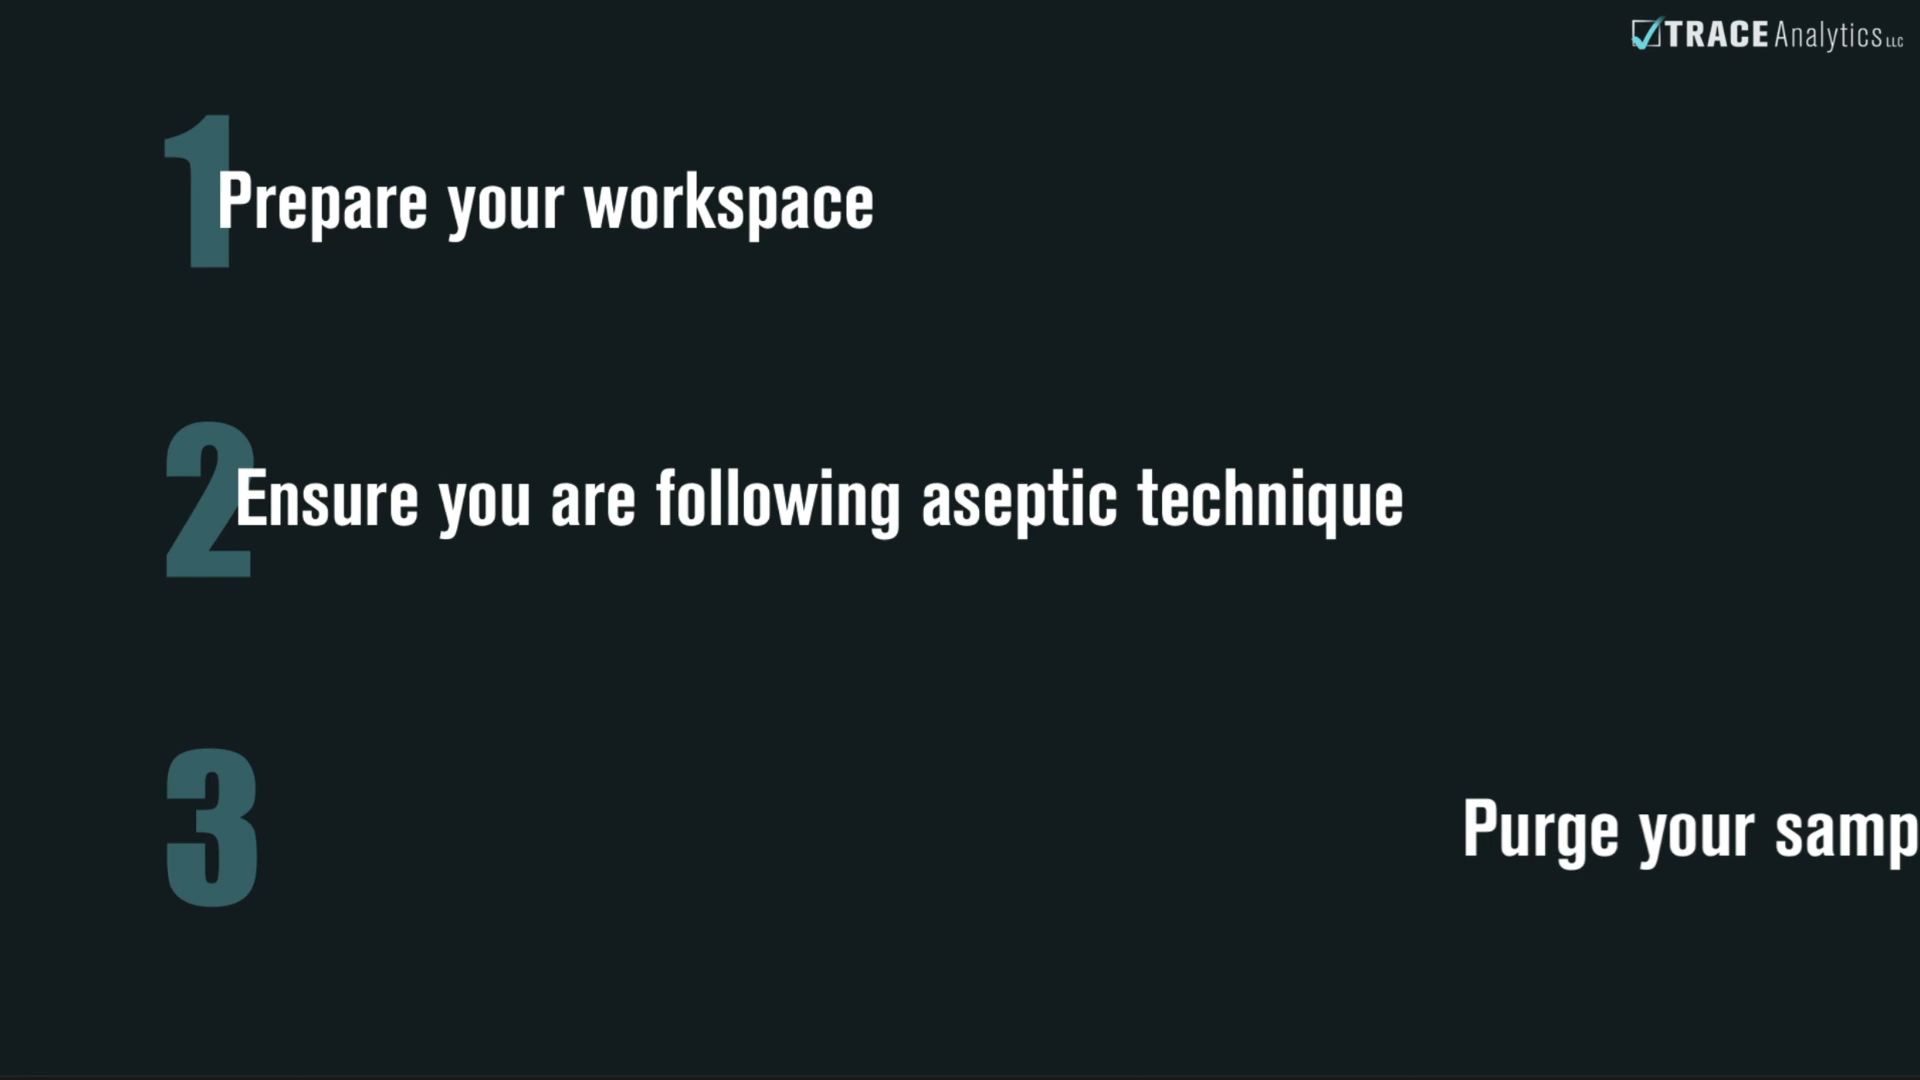 TRACE Analytics LLC
1 Prepare your workspace
2 Ensure you are following aseptic technique
3 Purge your samp